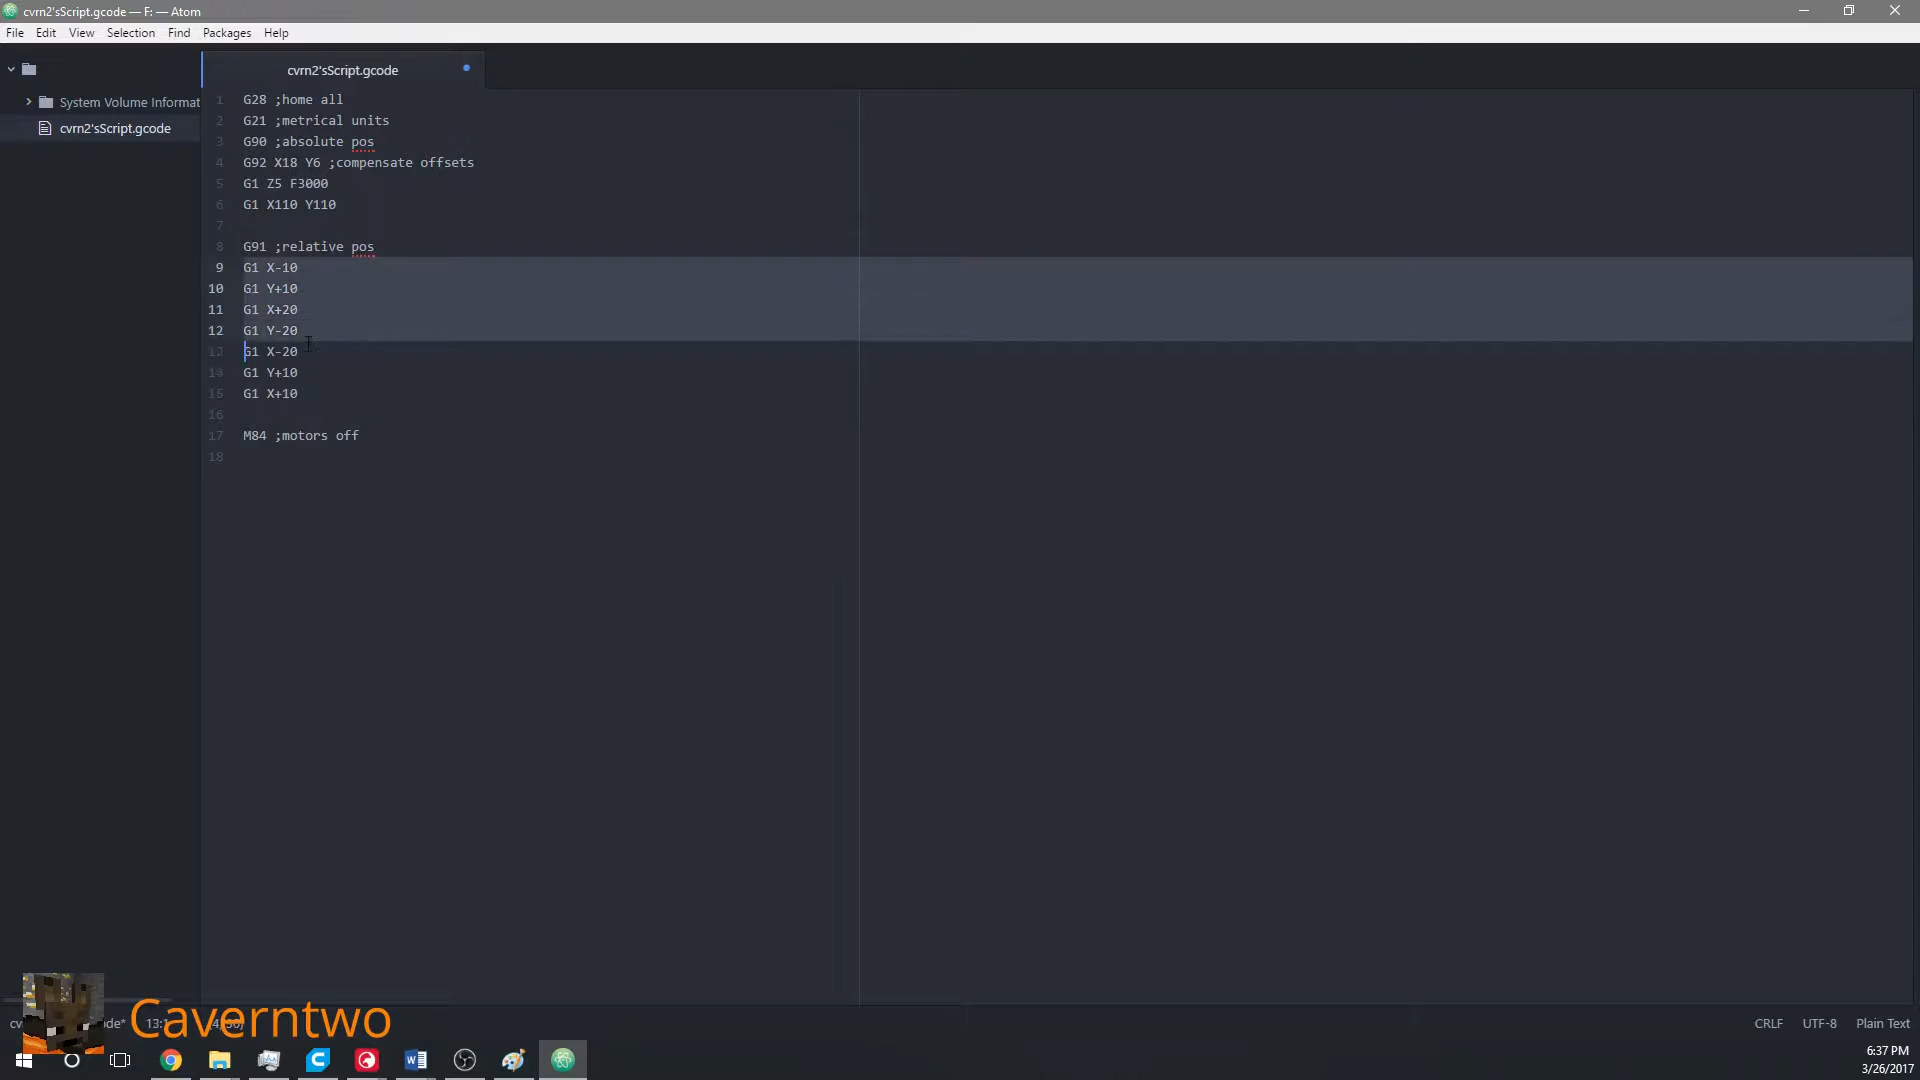 cvrn2'sScript.gcode — F: — Atom
File Edit View Selection Find Packages Help
cvrn2'sScript.gcode
System Volume Informat
cvrn2'sScript.gcode
1 G28 ;home all
2 G21 ;metrical units
3 G90 ;absolute pos
4 G92 X18 Y6 ;compensate offsets
5 G1 Z5 F3000
6 G1 X110 Y110
7
8 G91 ;relative pos
9 G1 X-10
10 G1 Y+10
11 G1 X+20
12 G1 Y-20
13 G1 X-20
14 G1 Y+10
15 G1 X+10
16
17 M84 ;motors off
18
Caverntwo
CRLF UTF-8 Plain Text
6:37 PM
3/26/2017